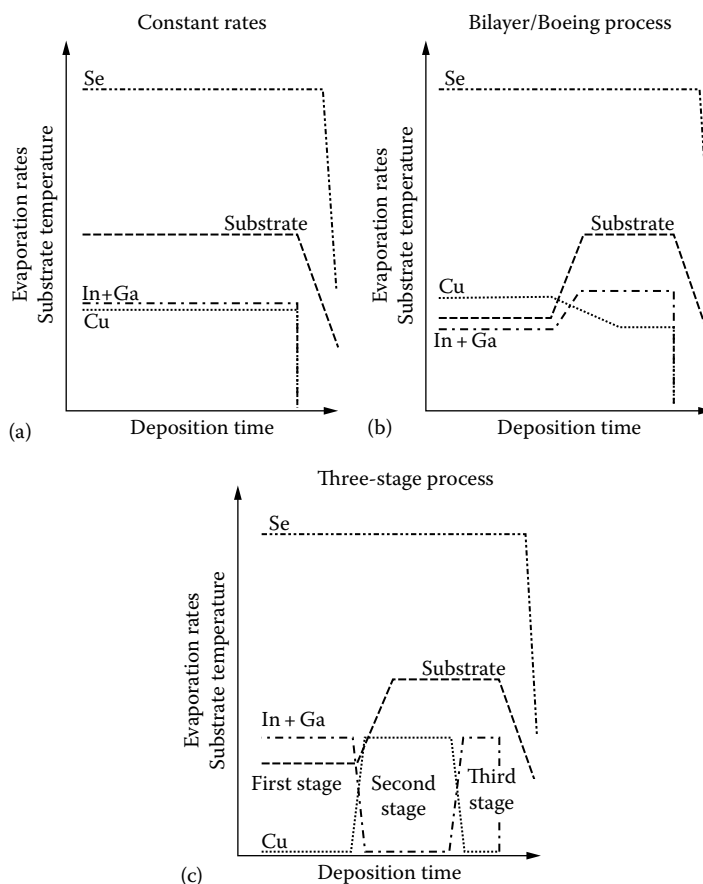 Constant rates
Se
Substrate
In+Ga
Cu
Evaporation rates
Substrate temperature
(a)
Deposition time
Bilayer/Boeing process
Se
Substrate
Cu
In + Ga
Evaporation rates
Substrate temperature
(b)
Deposition time
Three-stage process
Se
Substrate
In + Ga
First stage
Second
stage
Third
stage
Cu
Evaporation rates
Substrate temperature
(c)
Deposition time